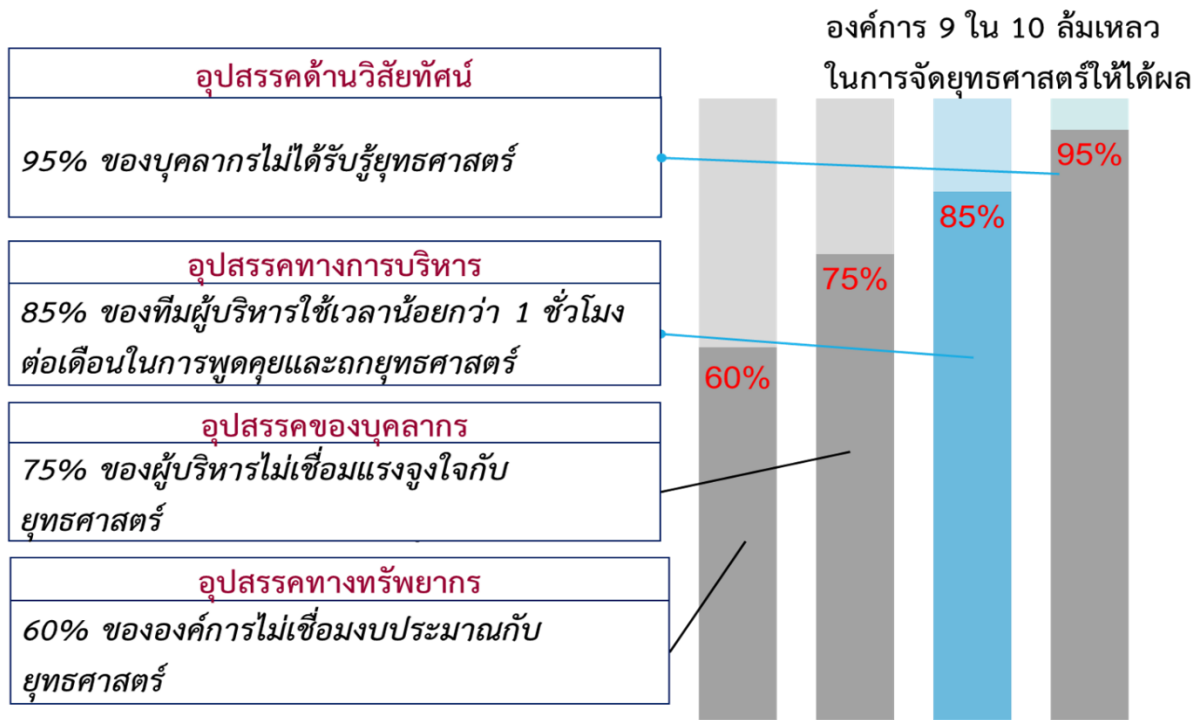 องค์การ 9 ใน 10 ล้มเหลว
ในการจัดยุทธศาสตร์ให้ได้ผล
อุปสรรคด้านวิสัยทัศน์
95% ของบุคลากรไม่ได้รับรู้ยุทธศาสตร์
อุปสรรคทางการบริหาร
85% ของทีมผู้บริหารใช้เวลาน้อยกว่า 1 ชั่วโมง
ต่อเดือนในการพูดคุยและถกยุทธศาสตร์
อุปสรรคของบุคลากร
75% ของผู้บริหารไม่เชื่อมแรงจูงใจกับ
ยุทธศาสตร์
อุปสรรคทางทรัพยากร
60% ขององค์การไม่เชื่อมงบประมาณกับ
ยุทธศาสตร์
60%
75%
85%
95%